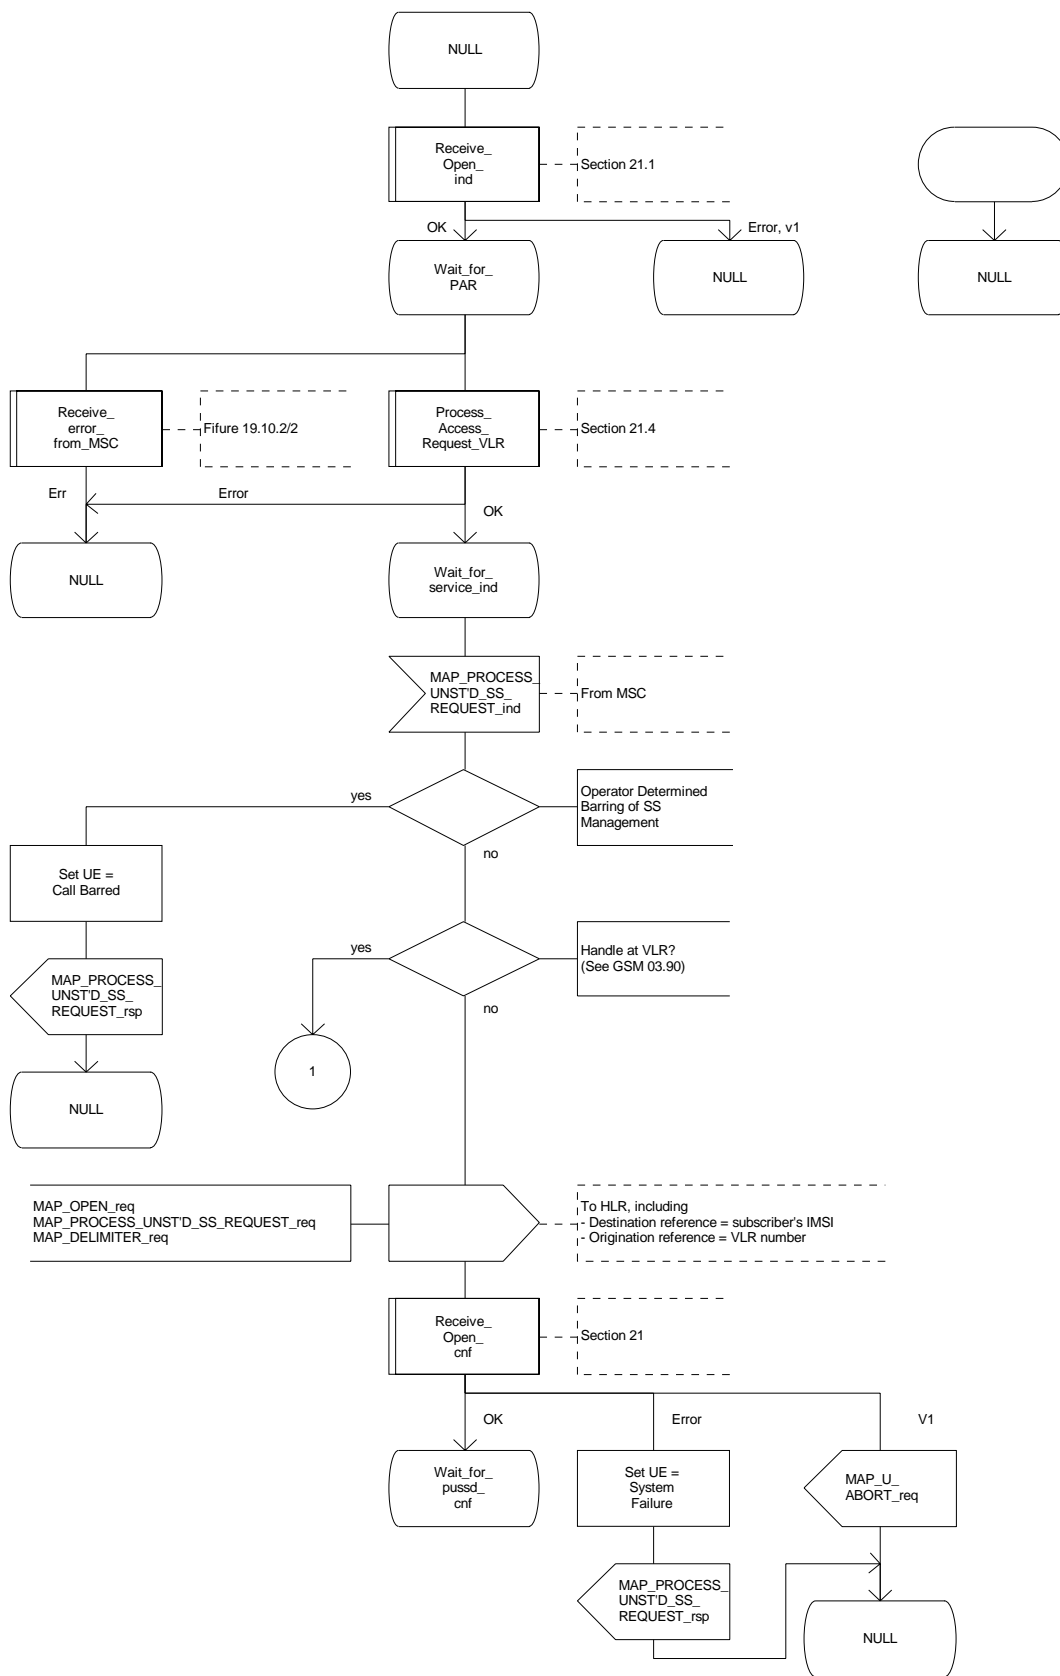 NULL
Receive_
Open_
ind
Section 21.1
OK
Error, v1
Wait_for_
PAR
NULL
NULL
Receive_
error_
from_MSC
Fifure 19.10.2/2
Process_
Access_
Request_VLR
Section 21.4
Err
Error
OK
NULL
Wait_for_
service_ind
MAP_PROCESS_
UNST'D_SS_
REQUEST_ind
From MSC
yes
Operator Determined
Barring of SS
Management
no
Set UE =
Call Barred
yes
Handle at VLR?
(See GSM 03.90)
no
MAP_PROCESS_
UNST'D_SS_
REQUEST_rsp
1
NULL
MAP_OPEN_req
MAP_PROCESS_UNST'D_SS_REQUEST_req
MAP_DELIMITER_req
To HLR, including
- Destination reference = subscriber's IMSI
- Origination reference = VLR number
Receive_
Open_
cnf
Section 21
OK
Error
V1
Wait_for_
pussd_
cnf
Set UE =
System
Failure
MAP_U_
ABORT_req
MAP_PROCESS_
UNST'D_SS_
REQUEST_rsp
NULL